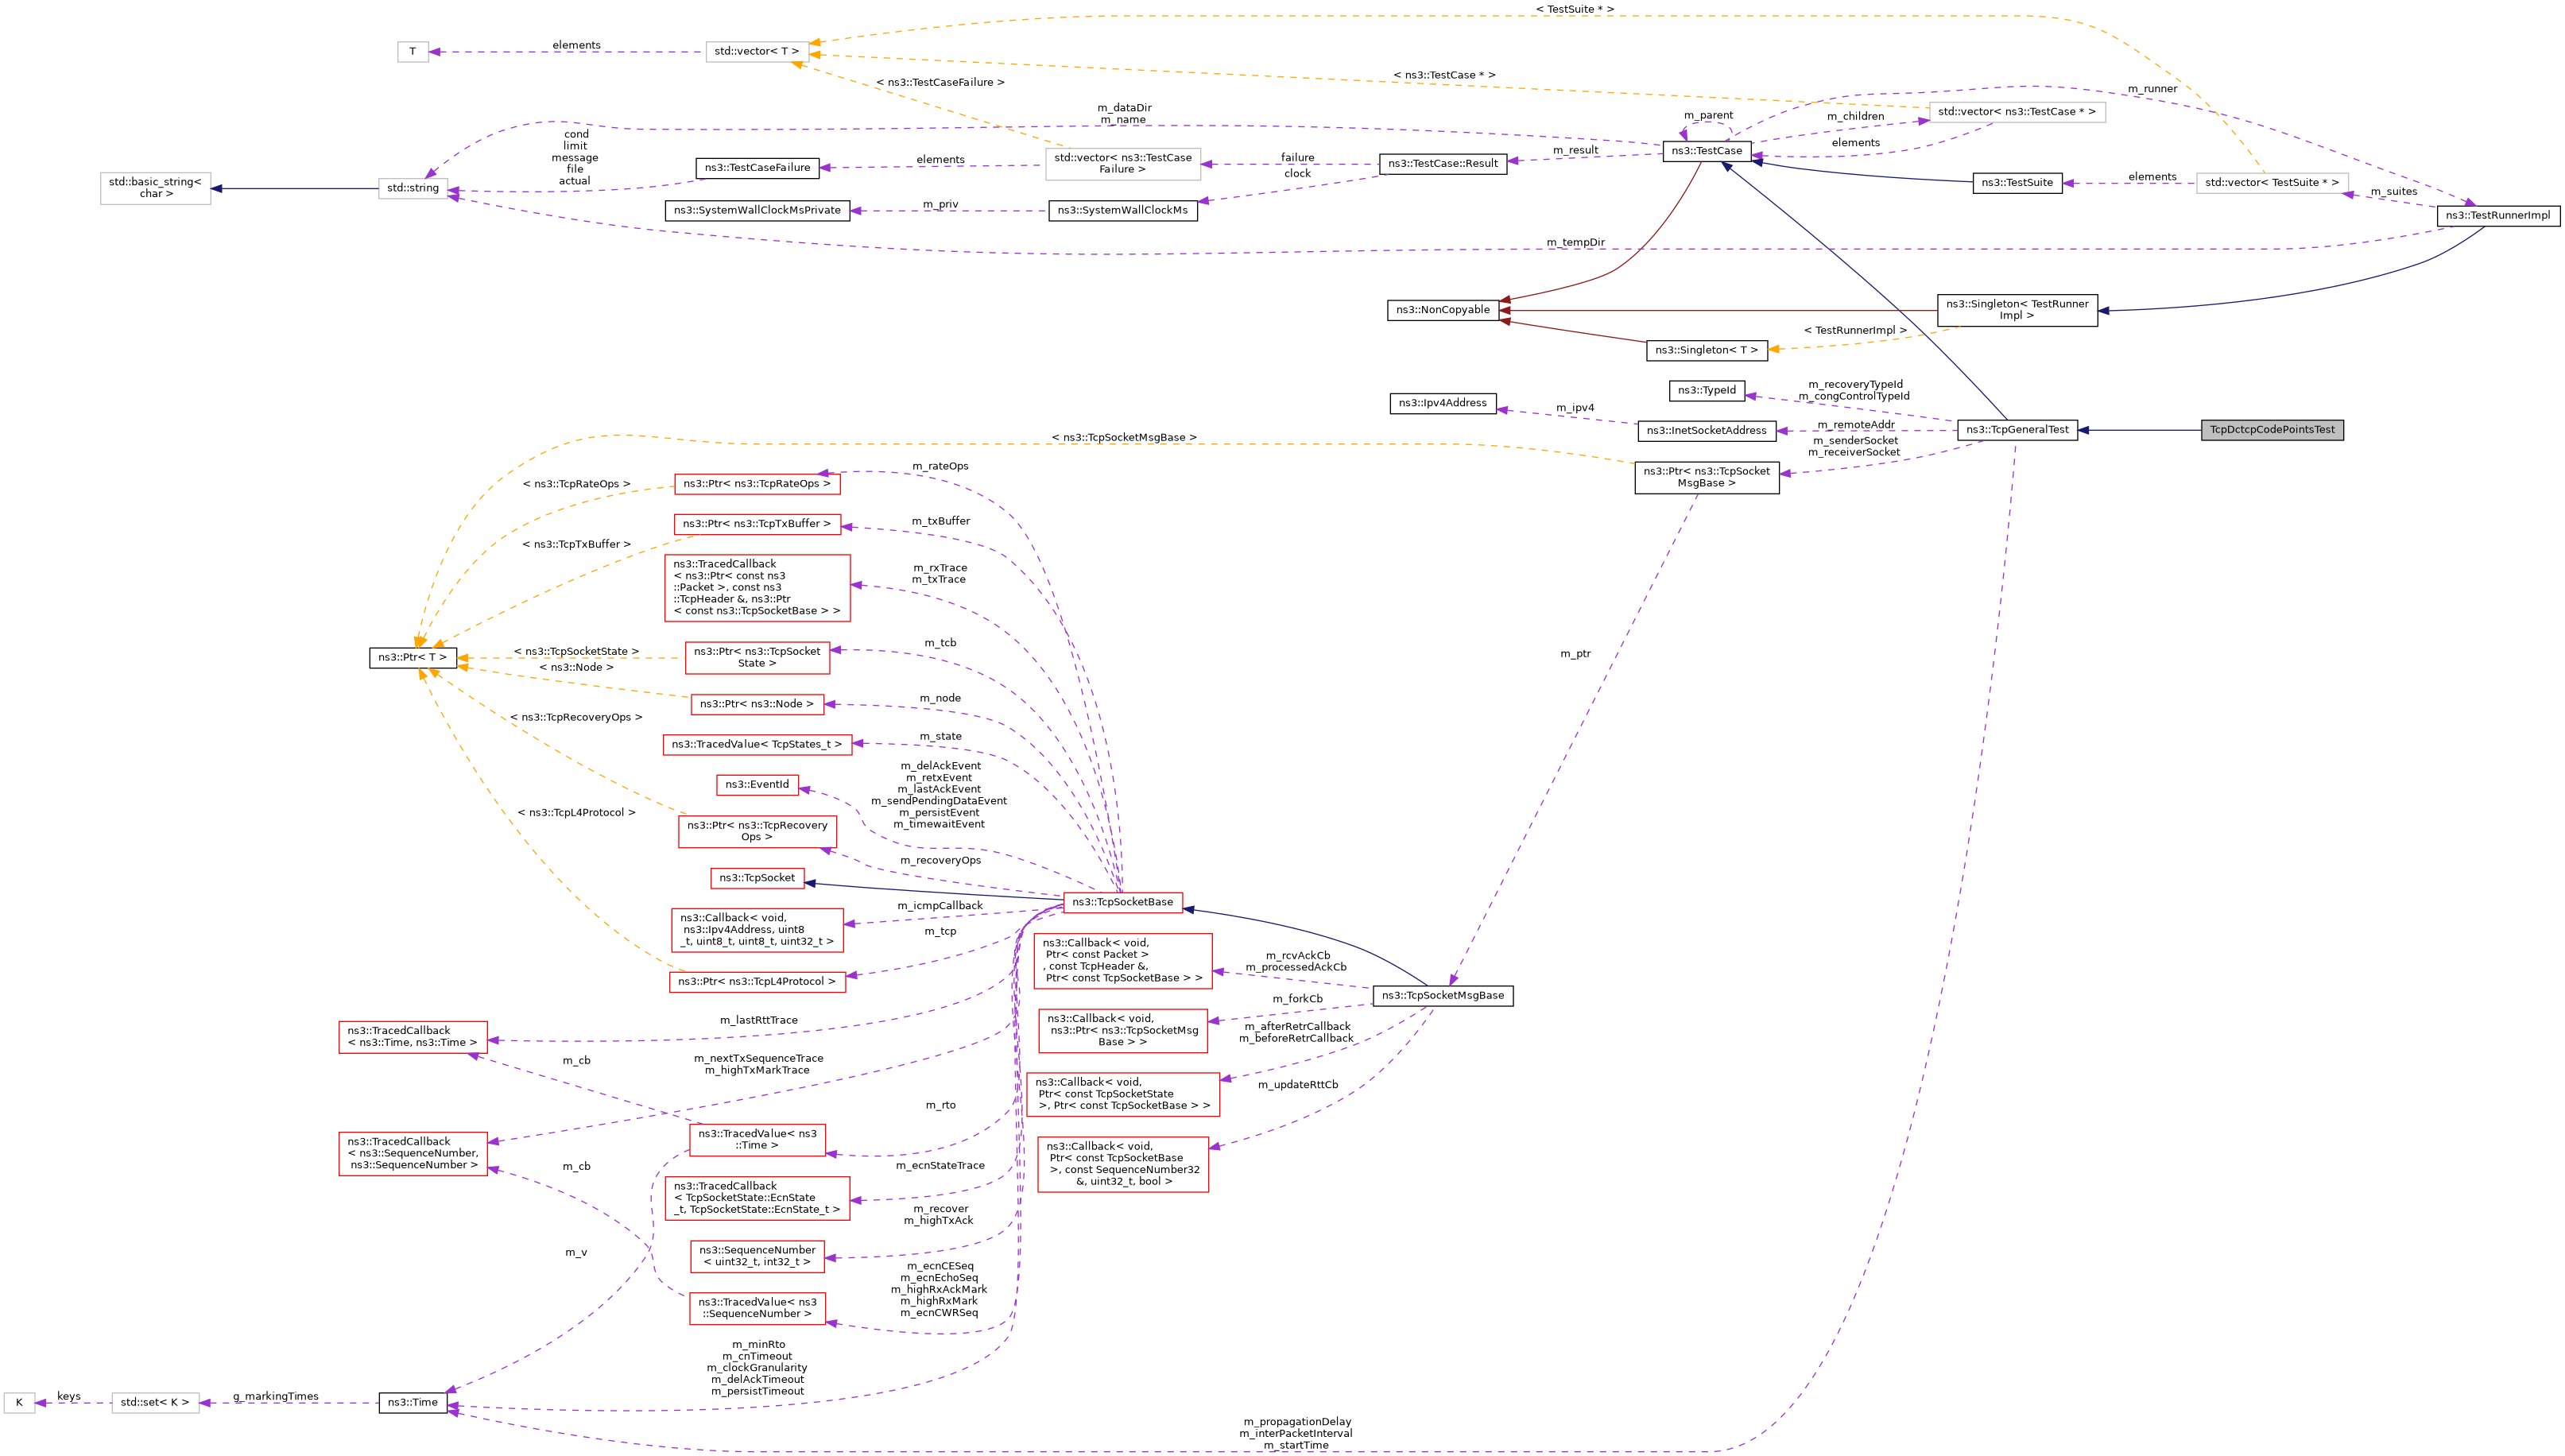 < TestSuite * >
T
elements
std::vector< T >
< ns3::TestCase * >
< ns3::TestCaseFailure >
m_runner
m_dataDir
m_name
std::vector< ns3::TestCase * >
m_parent
m_children
cond
limit
message
file
actual
elements
ns3::TestCase
m_result
failure
clock
ns3::TestCase::Result
std::vector< ns3::TestCase
Failure >
elements
ns3::TestCaseFailure
std::basic_string<
char >
std::string
ns3::TestSuite
elements
std::vector< TestSuite * >
m_suites
ns3::TestRunnerImpl
ns3::SystemWallClockMsPrivate
m_priv
ns3::SystemWallClockMs
m_tempDir
ns3::NonCopyable
ns3::Singleton< TestRunner
Impl >
< TestRunnerImpl >
ns3::Singleton< T >
ns3::TypeId
m_recoveryTypeId
m_congControlTypeId
ns3::Ipv4Address
m_ipv4
ns3::InetSocketAddress
m_remoteAddr
ns3::TcpGeneralTest
TcpDctcpCodePointsTest
m_senderSocket
m_receiverSocket
< ns3::TcpSocketMsgBase >
ns3::Ptr< ns3::TcpSocket
MsgBase >
m_rateOps
< ns3::TcpRateOps >
ns3::Ptr< ns3::TcpRateOps >
ns3::Ptr< ns3::TcpTxBuffer >
m_txBuffer
< ns3::TcpTxBuffer >
ns3::TracedCallback
< ns3::Ptr< const ns3
::Packet >, const ns3
::TcpHeader &, ns3::Ptr
< const ns3::TcpSocketBase > >
m_rxTrace
m_txTrace
ns3::Ptr< T >
< ns3::TcpSocketState >
< ns3::Node >
ns3::Ptr< ns3::TcpSocket
State >
m_tcb
m_ptr
ns3::Ptr< ns3::Node >
m_node
< ns3::TcpRecoveryOps >
ns3::TracedValue< TcpStates_t >
m_state
ns3::EventId
m_delAckEvent
m_retxEvent
m_lastAckEvent
m_sendPendingDataEvent
m_persistEvent
m_timewaitEvent
< ns3::TcpL4Protocol >
ns3::Ptr< ns3::TcpRecovery
Ops >
m_recoveryOps
ns3::TcpSocket
ns3::TcpSocketBase
ns3::Callback< void,
ns3::Ipv4Address, uint8
_t, uint8_t, uint8_t, uint32_t >
m_icmpCallback
m_tcp
ns3::Ptr< ns3::TcpL4Protocol >
ns3::Callback< void,
Ptr< const Packet >
, const TcpHeader &,
Ptr< const TcpSocketBase > >
m_rcvAckCb
m_processedAckCb
ns3::TcpSocketMsgBase
m_forkCb
ns3::Callback< void,
ns3::Ptr< ns3::TcpSocketMsg
Base > >
m_afterRetrCallback
m_beforeRetrCallback
ns3::TracedCallback
< ns3::Time, ns3::Time >
m_lastRttTrace
m_cb
m_nextTxSequenceTrace
m_highTxMarkTrace
ns3::Callback< void,
Ptr< const TcpSocketState
>, Ptr< const TcpSocketBase > >
m_updateRttCb
m_rto
ns3::TracedValue< ns3
::Time >
ns3::TracedCallback
< ns3::SequenceNumber,
ns3::SequenceNumber >
m_cb
ns3::Callback< void,
Ptr< const TcpSocketBase
>, const SequenceNumber32
&, uint32_t, bool >
m_ecnStateTrace
ns3::TracedCallback
< TcpSocketState::EcnState
_t, TcpSocketState::EcnState_t >
m_recover
m_highTxAck
m_v
ns3::SequenceNumber
< uint32_t, int32_t >
m_ecnCESeq
m_ecnEchoSeq
m_highRxAckMark
m_highRxMark
m_ecnCWRSeq
ns3::TracedValue< ns3
::SequenceNumber >
m_minRto
m_cnTimeout
m_clockGranularity
m_delAckTimeout
m_persistTimeout
K
keys
std::set< K >
g_markingTimes
ns3::Time
m_propagationDelay
m_interPacketInterval
m_startTime